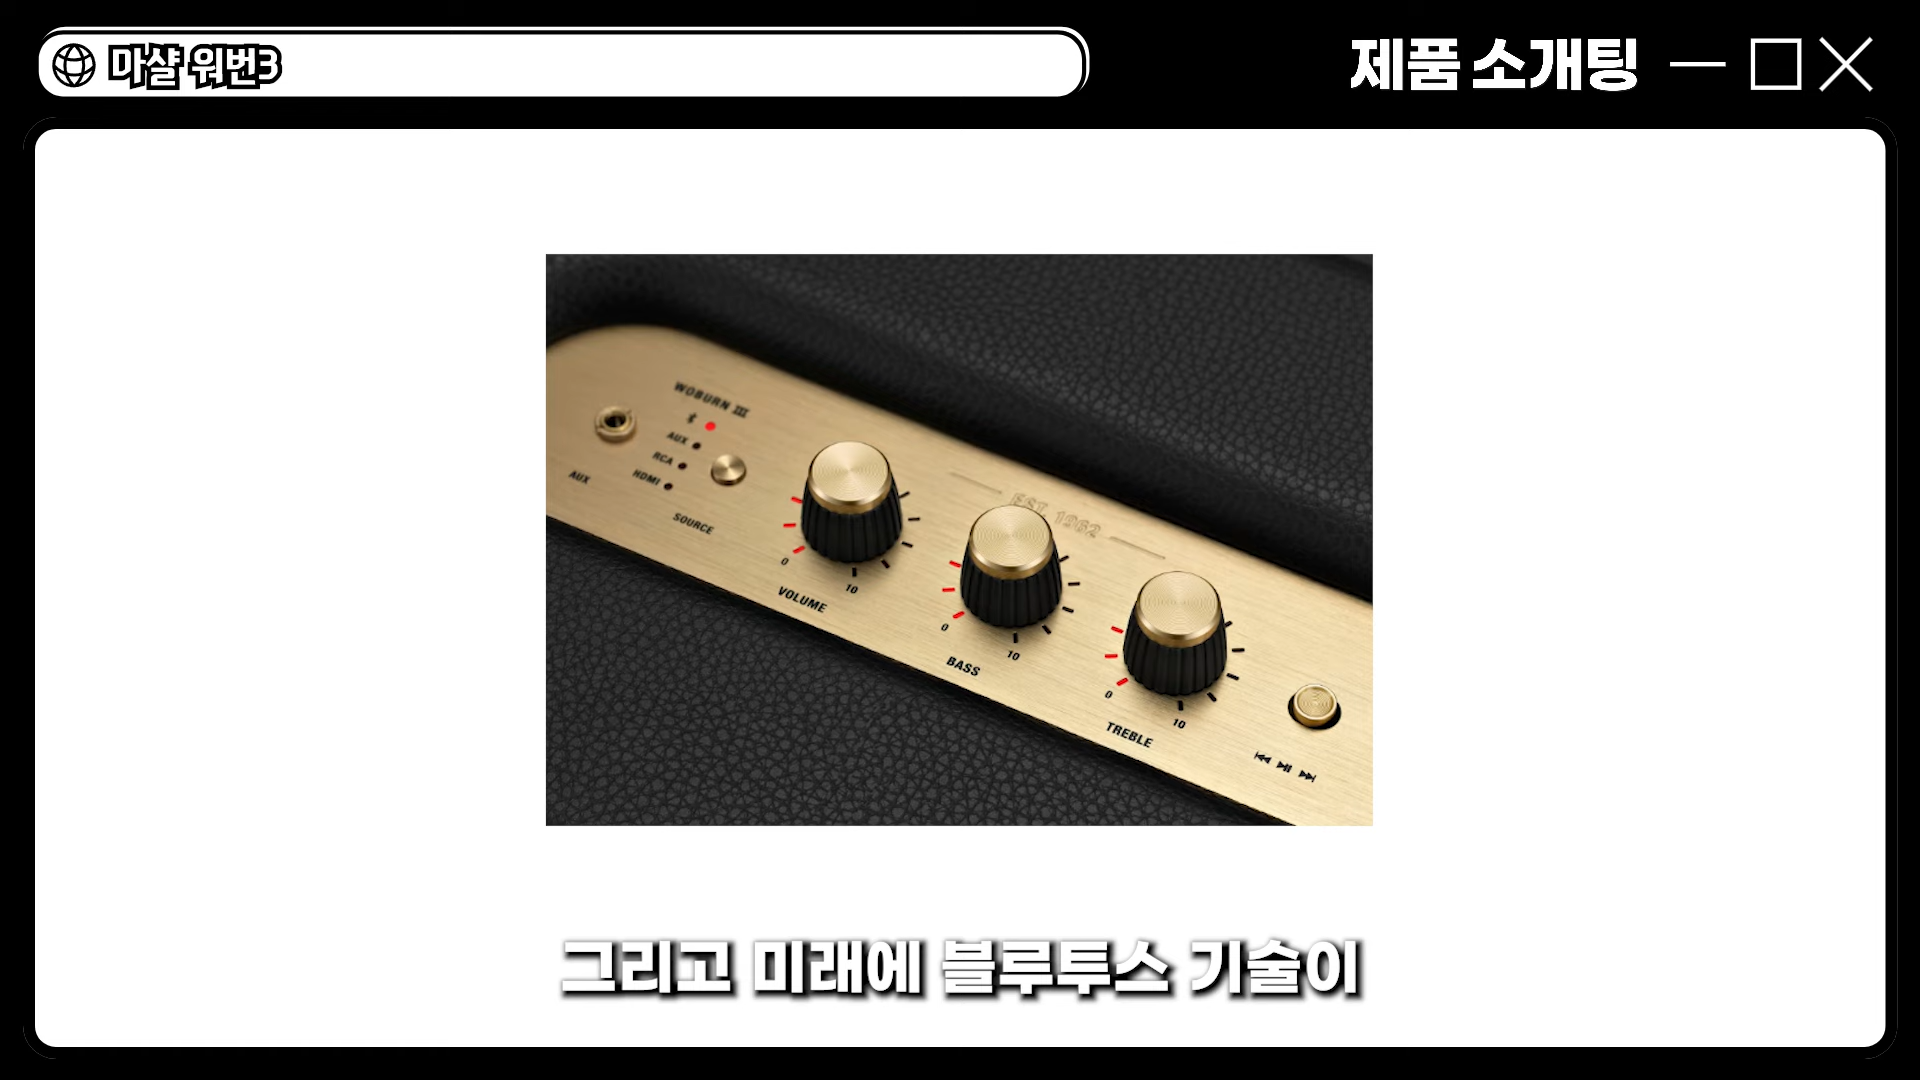 마샬 워번3
제품 소개팅
WOBURN III
AUX
RCA
HDMI
AUX
SOURCE
EST. 1962
0
10
VOLUME
0
10
BASS
0
10
TREBLE
그리고 미래에 블루투스 기술이